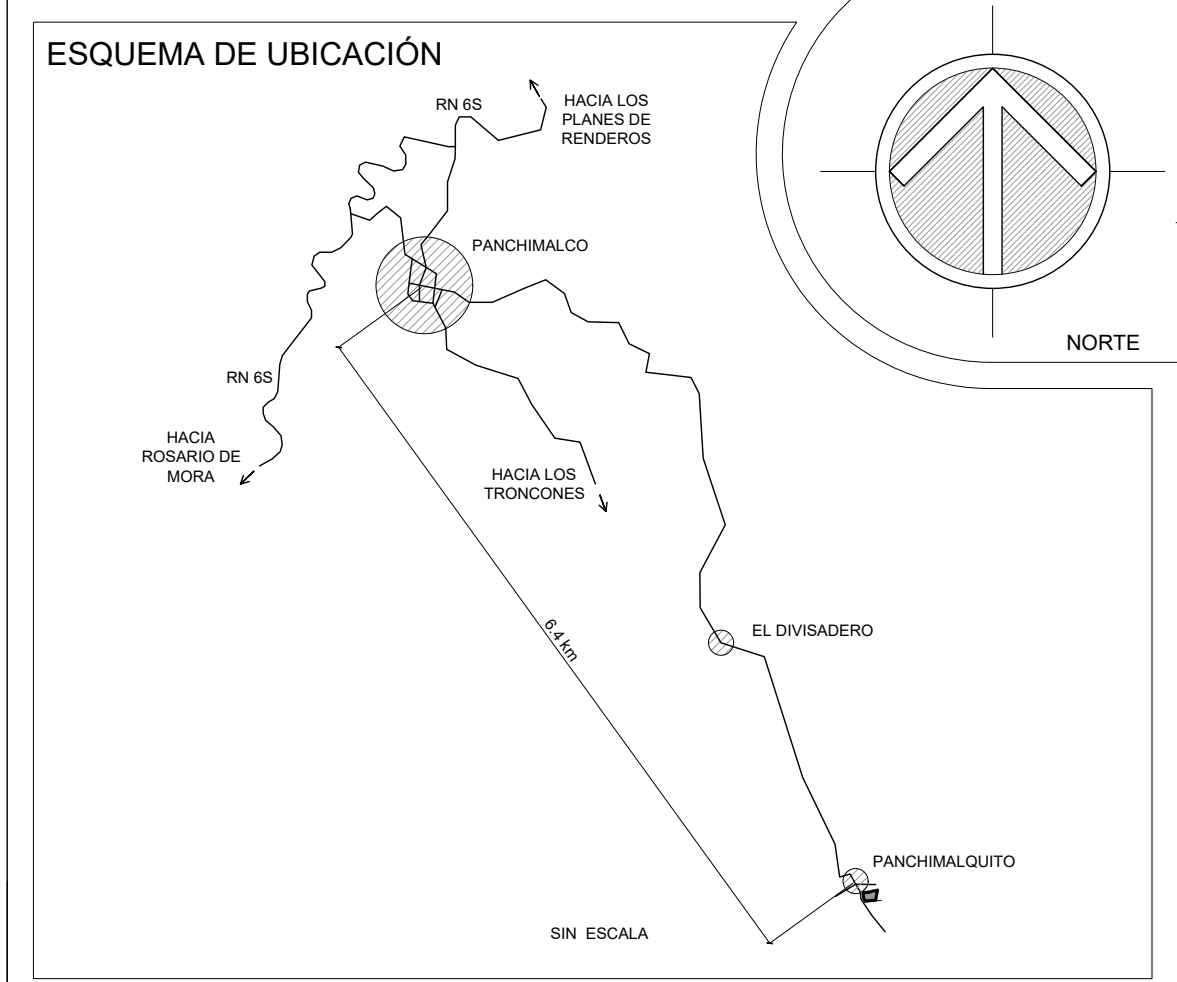 ESQUEMA DE UBICACIÓN
RN 6S
HACIA LOS
PLANES DE
RENDEROS
PANCHIMALCO
NORTE
RN 6S
HACIA
ROSARIO DE
MORA
HACIA LOS
TRONCONES
6.4 km
EL DIVISADERO
PANCHIMALQUITO
SIN ESCALA